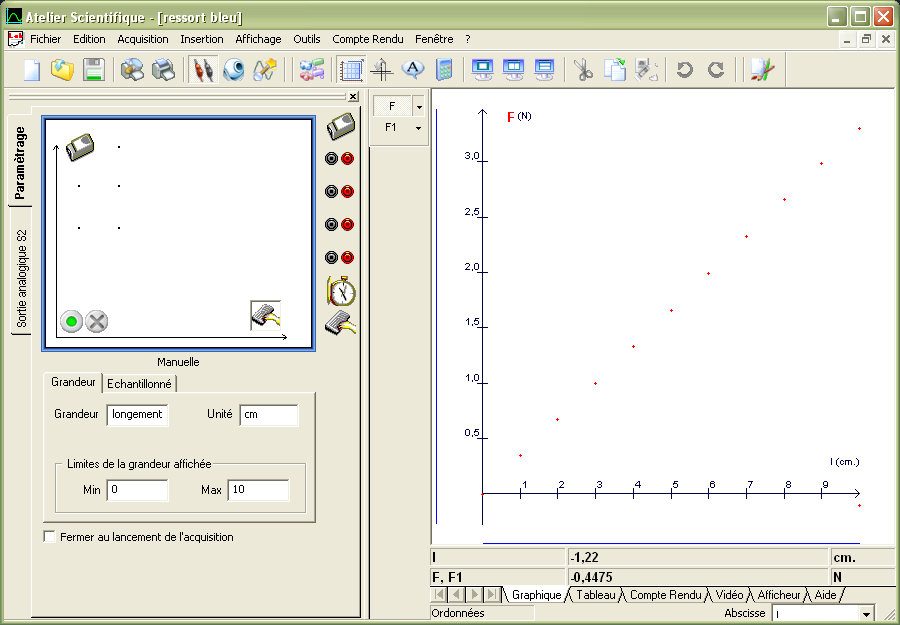 Atelier Scientifique - [ressort bleu]
Fichier Edition Acquisition Insertion Affichage Outils Compte Rendu Fenêtre ?
Paramètrage
Sortie analogique S2
Manuelle
Grandeur Echantillonné
Grandeur longement Unité cm
Limites de la grandeur affichée
Min 0 Max 10
Fermer au lancement de l'acquisition
F
F1
F (N)
3,0
2,5
2,0
1,5
1,0
0,5
l (cm.)
1 2 3 4 5 6 7 8 9
l -1,22 cm.
F, F1 -0,4475 N
Graphique Tableau Compte Rendu Vidéo Afficheur Aide
Ordonnées Abscisse l